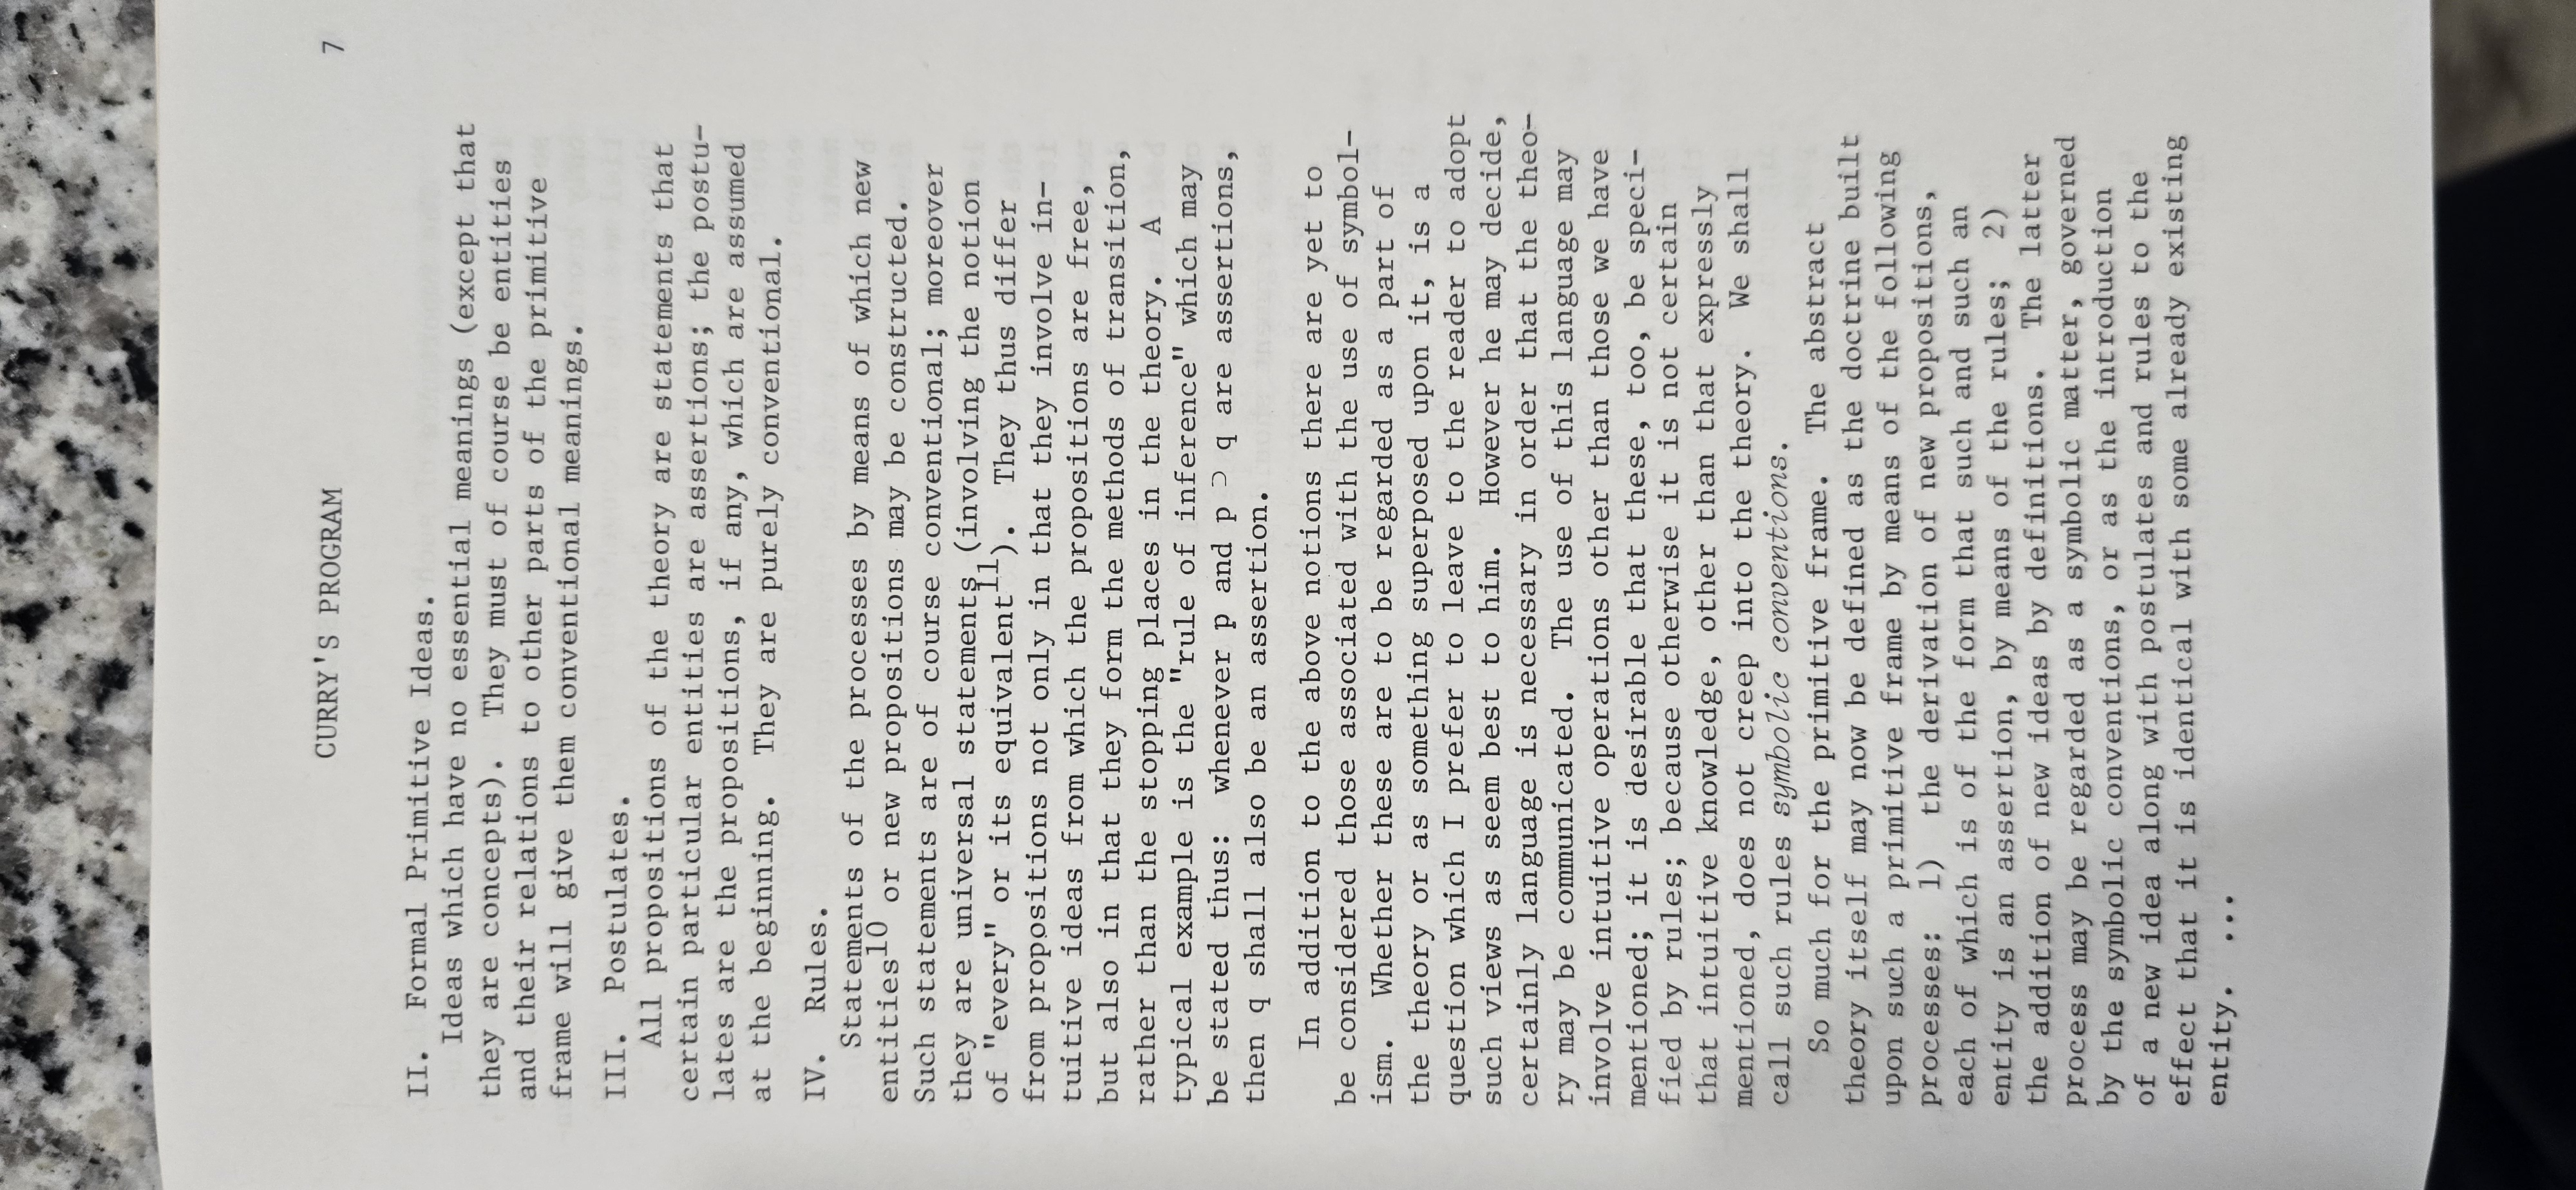 CURRY'S PROGRAM 7
II. Formal Primitive Ideas.
Ideas which have no essential meanings (except that
they are concepts). They must of course be entities
and their relations to other parts of the primitive
frame will give them conventional meanings.
III. Postulates.
All propositions of the theory are statements that
certain particular entities are assertions; the postu-
lates are the propositions, if any, which are assumed
at the beginning. They are purely conventional.
IV. Rules.
Statements of the processes by means of which new
entities10 or new propositions may be constructed.
Such statements are of course conventional; moreover
they are universal statements (involving the notion
of "every" or its equivalent11). They thus differ
from propositions not only in that they involve in-
tuitive ideas from which the propositions are free,
but also in that they form the methods of transition,
rather than the stopping places in the theory. A
typical example is the "rule of inference" which may
be stated thus: whenever p and p ⊃ q are assertions,
then q shall also be an assertion.
In addition to the above notions there are yet to
be considered those associated with the use of symbol-
ism. Whether these are to be regarded as a part of
the theory or as something superposed upon it, is a
question which I prefer to leave to the reader to adopt
such views as seem best to him. However he may decide,
certainly language is necessary in order that the theo-
ry may be communicated. The use of this language may
involve intuitive operations other than those we have
mentioned; it is desirable that these, too, be speci-
fied by rules; because otherwise it is not certain
that intuitive knowledge, other than that expressly
mentioned, does not creep into the theory. We shall
call such rules symbolic conventions.
So much for the primitive frame. The abstract
theory itself may now be defined as the doctrine built
upon such a primitive frame by means of the following
processes: 1) the derivation of new propositions,
each of which is of the form that such and such an
entity is an assertion, by means of the rules; 2)
the addition of new ideas by definitions. The latter
process may be regarded as a symbolic matter, governed
by the symbolic conventions, or as the introduction
of a new idea along with postulates and rules to the
effect that it is identical with some already existing
entity. ...